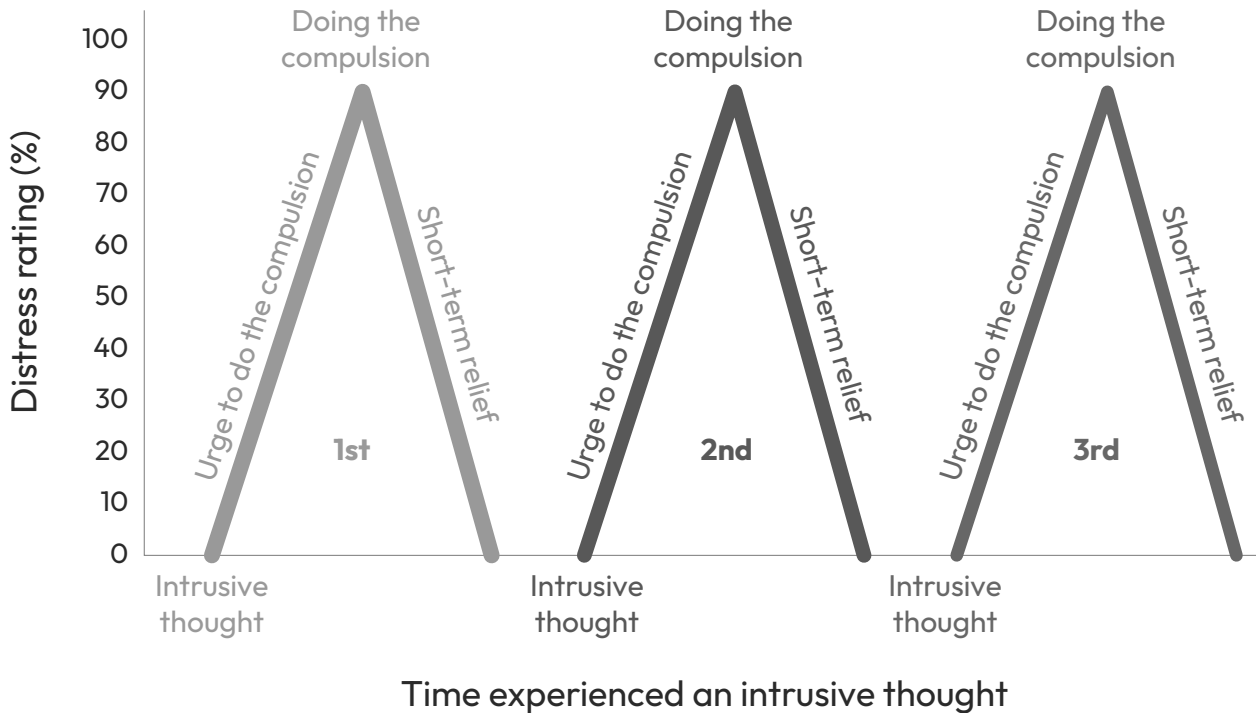 Distress rating (%)
100
90
80
70
60
50
40
30
20
10
0
Doing the
compulsion
Urge to do the compulsion
Short-term relief
1st
Intrusive
thought
Doing the
compulsion
Urge to do the compulsion
Short-term relief
2nd
Intrusive
thought
Doing the
compulsion
Urge to do the compulsion
Short-term relief
3rd
Intrusive
thought
Time experienced an intrusive thought